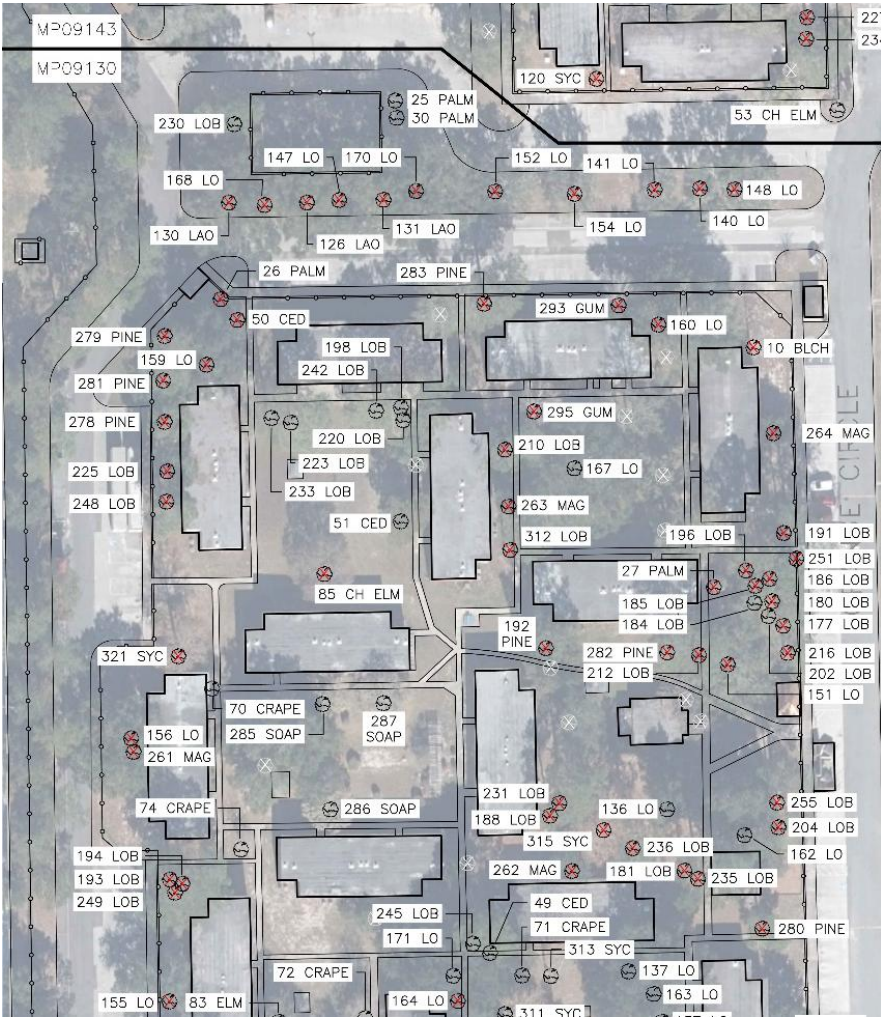 MP09143
MP09130
227
234
120 SYC
25 PALM
30 PALM
53 CH ELM
230 LOB
147 LO
170 LO
152 LO
141 LO
168 LO
148 LO
130 LAO
126 LAO
131 LAO
154 LO
140 LO
26 PALM
283 PINE
50 CED
293 GUM
279 PINE
198 LOB
160 LO
10 BLCH
159 LO
242 LOB
281 PINE
295 GUM
278 PINE
220 LOB
210 LOB
264 MAG
225 LOB
223 LOB
167 LO
233 LOB
248 LOB
263 MAG
51 CED
196 LOB
191 LOB
312 LOB
251 LOB
27 PALM
186 LOB
85 CH ELM
185 LOB
180 LOB
184 LOB
177 LOB
192
PINE
321 SYC
282 PINE
216 LOB
212 LOB
202 LOB
151 LO
70 CRAPE
287
SOAP
285 SOAP
156 LO
261 MAG
231 LOB
255 LOB
74 CRAPE
286 SOAP
188 LOB
136 LO
204 LOB
315 SYC
236 LOB
162 LO
194 LOB
193 LOB
262 MAG
181 LOB
235 LOB
249 LOB
49 CED
245 LOB
71 CRAPE
280 PINE
171 LO
313 SYC
72 CRAPE
137 LO
155 LO
83 ELM
164 LO
163 LO
311 SYC
CIRCLE